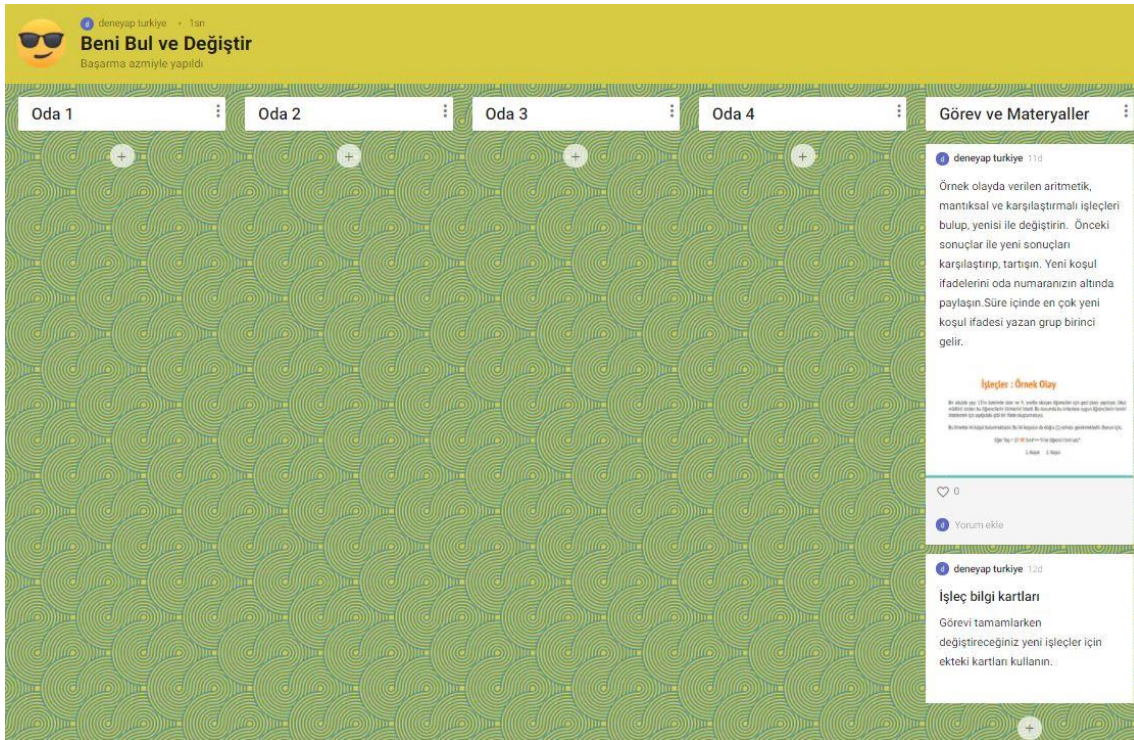 deneyap turkiye • 1sn
Beni Bul ve Değiştir
Başarma azmiyle yapıldı
Oda 1
Oda 2
Oda 3
Oda 4
Görev ve Materyaller
deneyap turkiye 11d
Örnek olayda verilen aritmetik,
mantıksal ve karşılaştırmalı işleçleri
bulup, yenisi ile değiştirin. Önceki
sonuçlar ile yeni sonuçları
karşılaştırıp, tartışın. Yeni koşul
ifadelerini oda numaranızın altında
paylaşın.Süre içinde en çok yeni
koşul ifadesi yazan grup birinci
gelir.
İşleçler : Örnek Olay
0
Yorum ekle
deneyap turkiye 12d
İşleç bilgi kartları
Görevi tamamlarken
değiştireceğiniz yeni işleçler için
ekteki kartları kullanın.